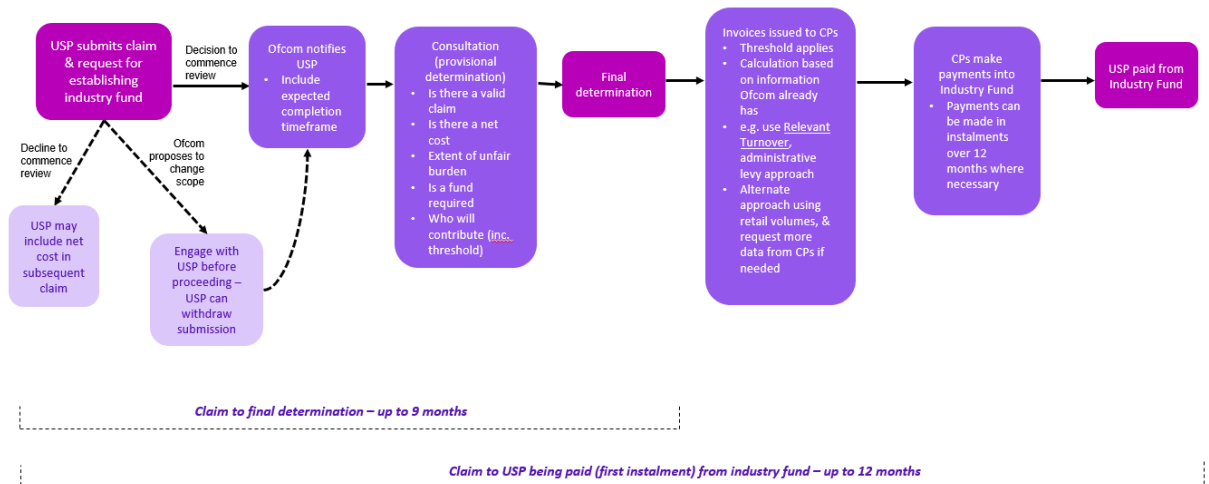 USP submits claim
& request for
establishing
industry fund
Decision to
commence
review
Ofcom notifies
USP
• Include
expected
completion
timeframe
Consultation
(provisional
determination)
• Is there a valid
claim
• Is there a net
cost
• Extent of unfair
burden
• Is a fund
required
• Who will
contribute (inc.
threshold)
Final
determination
Invoices issued to CPs
• Threshold applies
• Calculation based
on information
Ofcom already
has
• e.g. use Relevant
Turnover,
administrative
levy approach
• Alternate
approach using
retail volumes, &
request more
data from CPs if
needed
CPs make
payments into
Industry Fund
• Payments can
be made in
instalments
over 12
months where
necessary
USP paid from
Industry Fund
Decline to
commence
review
Ofcom
proposes to
change
scope
USP may
include net
cost in
subsequent
claim
Engage with
USP before
proceeding –
USP can
withdraw
submission
Claim to final determination – up to 9 months
Claim to USP being paid (first instalment) from industry fund – up to 12 months